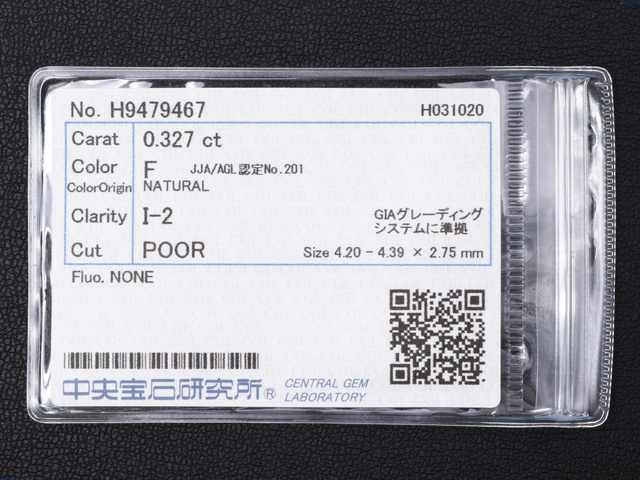 No. H9479467 H031020
Carat 0.327 ct
Color F JJA/AGL認定No.201
ColorOrigin NATURAL
Clarity I-2 GIAグレーディング
システムに準拠
Cut POOR Size 4.20 - 4.39 × 2.75 mm
Fluo. NONE
中央宝石研究所® CENTRAL GEM
LABORATORY